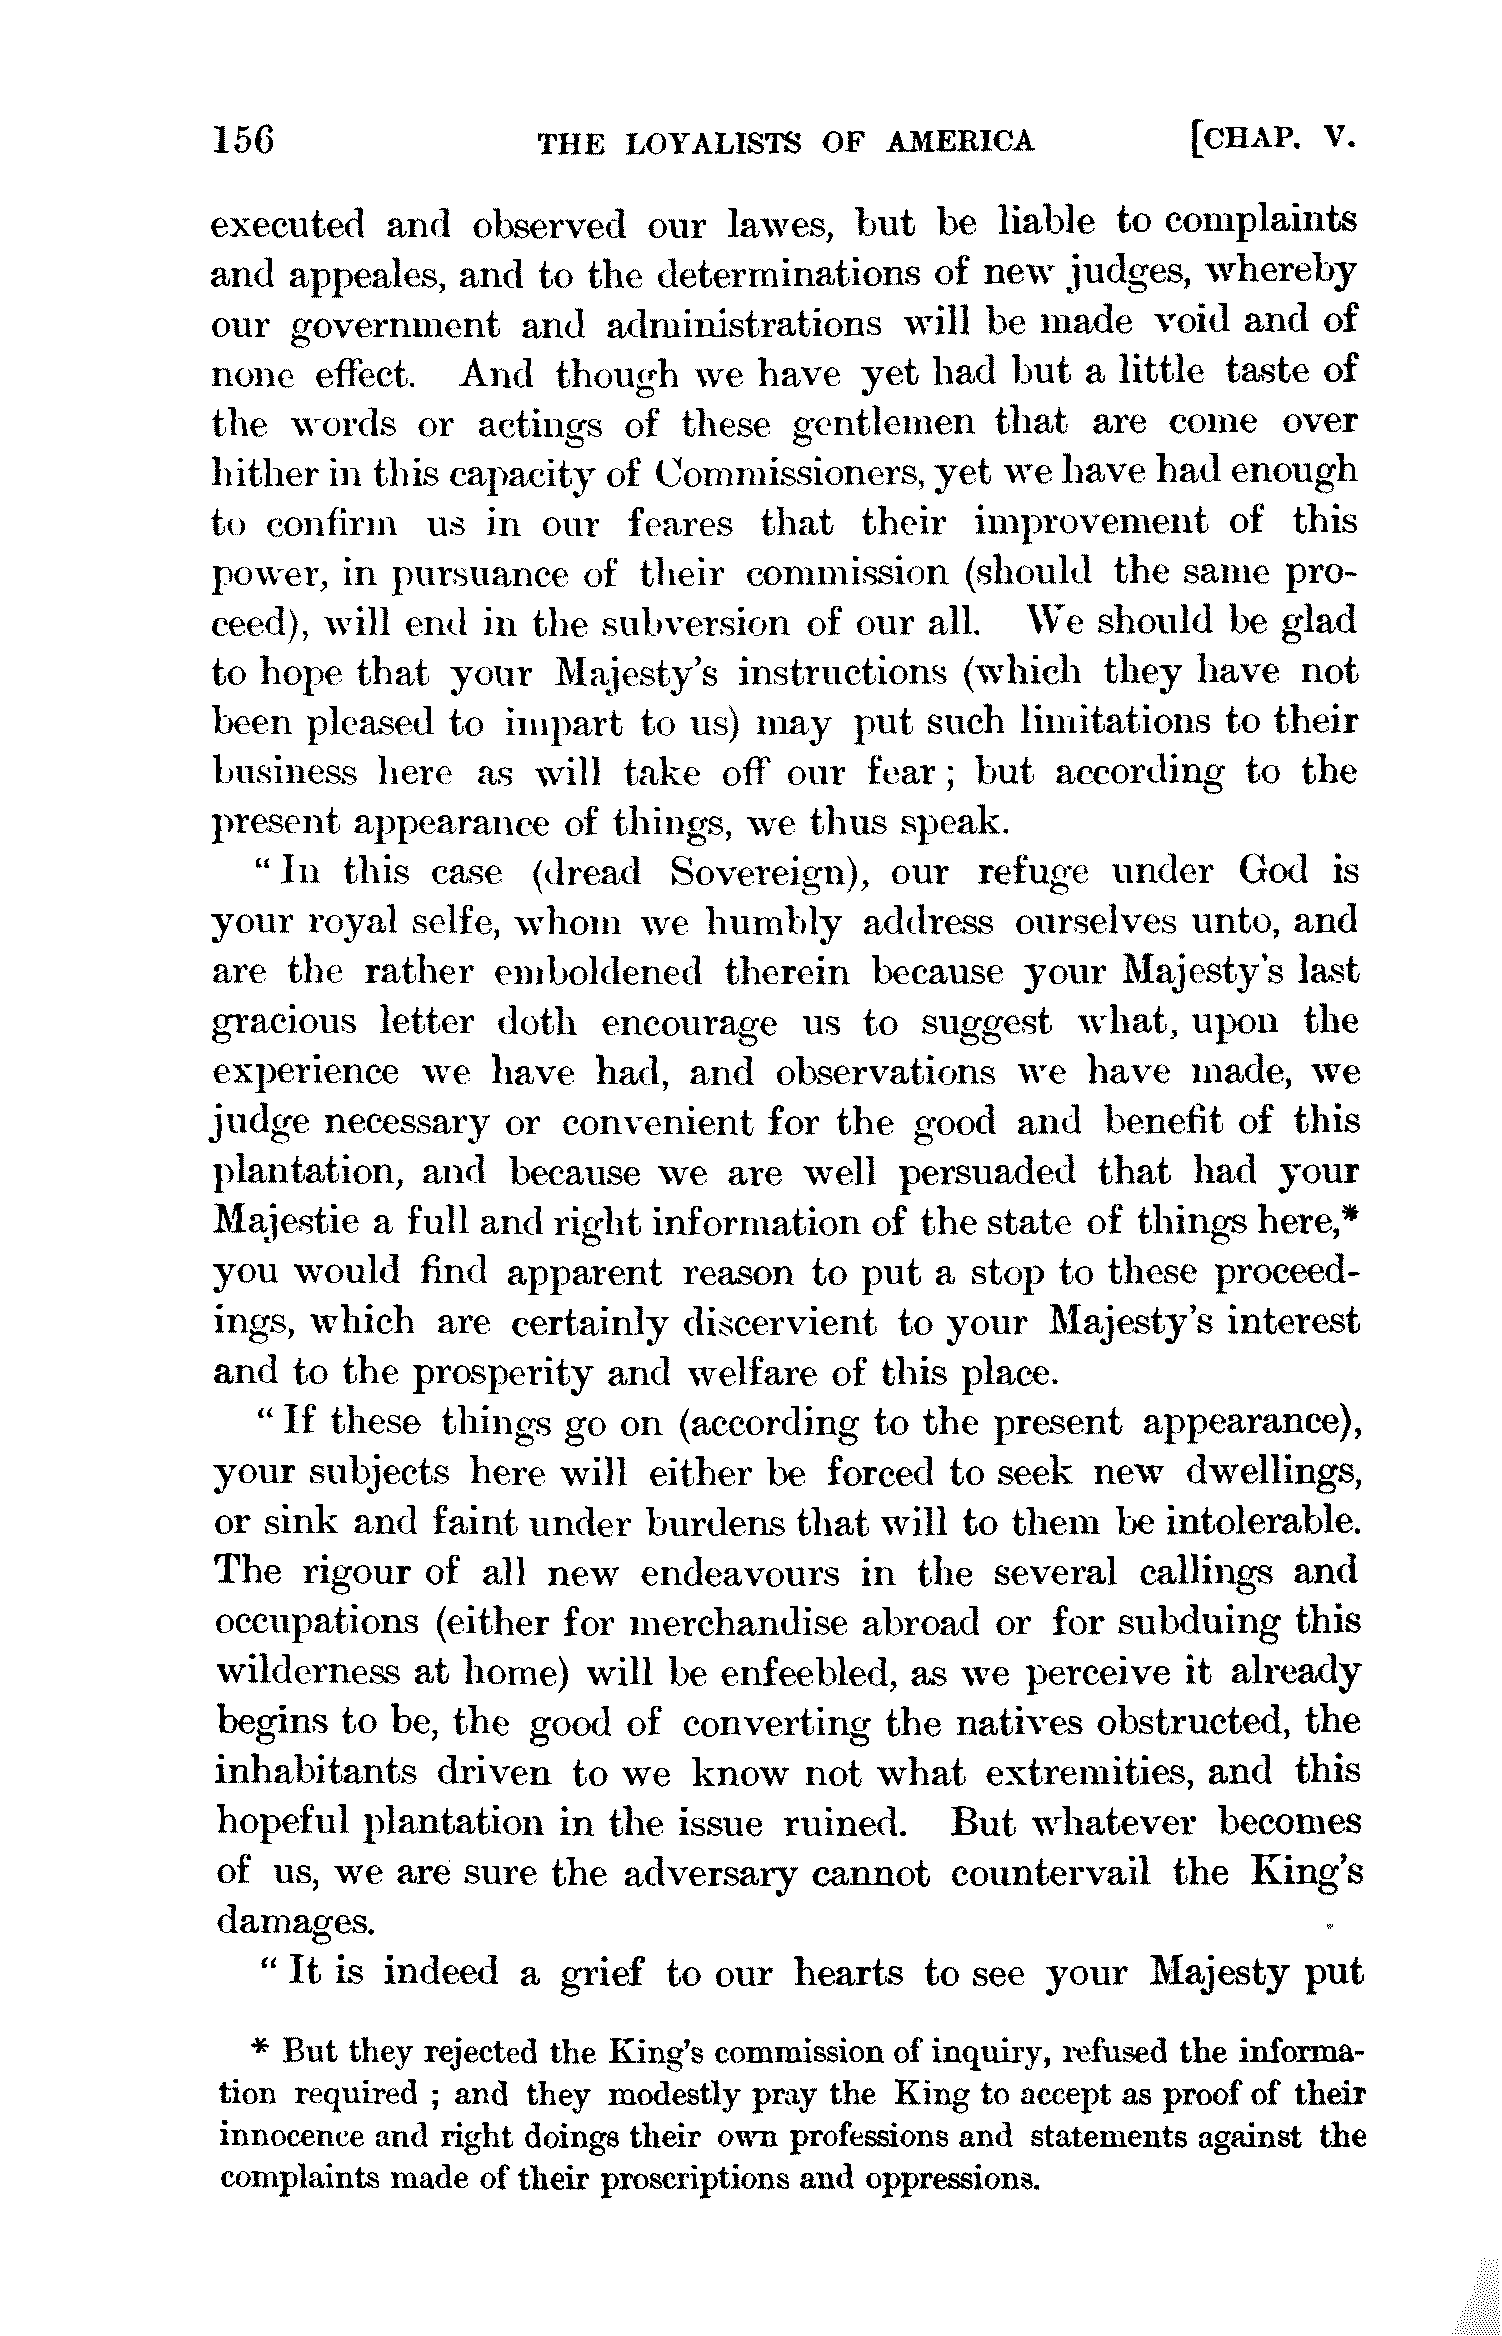 156 THE LOYALISTS OF AMERICA [CHAP. V.
executed and observed our lawes, but be liable to complaints
and appeales, and to the determinations of new judges, whereby
our government and administrations will be made void and of
none effect. And though we have yet had but a little taste of
the words or actings of these gentlemen that are come over
hither in this capacity of Commissioners, yet we have had enough
to confirm us in our feares that their improvement of this
power, in pursuance of their commission (should the same pro-
ceed), will end in the subversion of our all. We should be glad
to hope that your Majesty's instructions (which they have not
been pleased to impart to us) may put such limitations to their
business here as will take off our fear; but according to the
present appearance of things, we thus speak.
"In this case (dread Sovereign), our refuge under God is
your royal selfe, whom we humbly address ourselves unto, and
are the rather emboldened therein because your Majesty's last
gracious letter doth encourage us to suggest what, upon the
experience we have had, and observations we have made, we
judge necessary or convenient for the good and benefit of this
plantation, and because we are well persuaded that had your
Majestie a full and right information of the state of things here,*
you would find apparent reason to put a stop to these proceed-
ings, which are certainly discervient to your Majesty's interest
and to the prosperity and welfare of this place.
"If these things go on (according to the present appearance),
your subjects here will either be forced to seek new dwellings,
or sink and faint under burdens that will to them be intolerable.
The rigour of all new endeavours in the several callings and
occupations (either for merchandise abroad or for subduing this
wilderness at home) will be enfeebled, as we perceive it already
begins to be, the good of converting the natives obstructed, the
inhabitants driven to we know not what extremities, and this
hopeful plantation in the issue ruined. But whatever becomes
of us, we are sure the adversary cannot countervail the King's
damages.
"It is indeed a grief to our hearts to see your Majesty put
* But they rejected the King's commission of inquiry, refused the informa-
tion required; and they modestly pray the King to accept as proof of their
innocence and right doings their own professions and statements against the
complaints made of their proscriptions and oppressions.